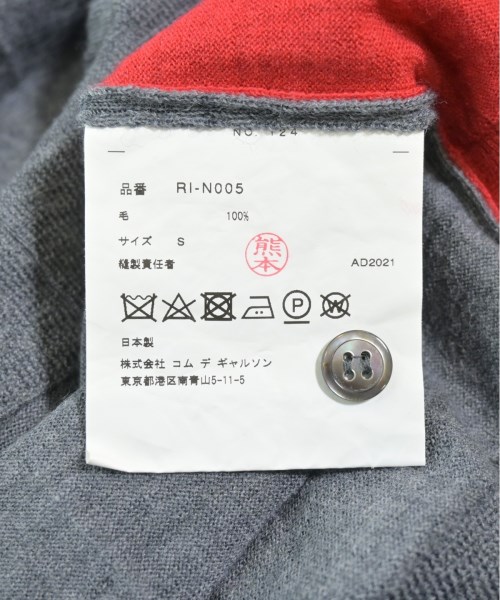 NO. 124
品番 RI-N005
毛 100%
サイズ S
熊本
縫製責任者 AD2021
P W
日本製
株式会社 コム デ ギャルソン
東京都港区南青山5-11-5